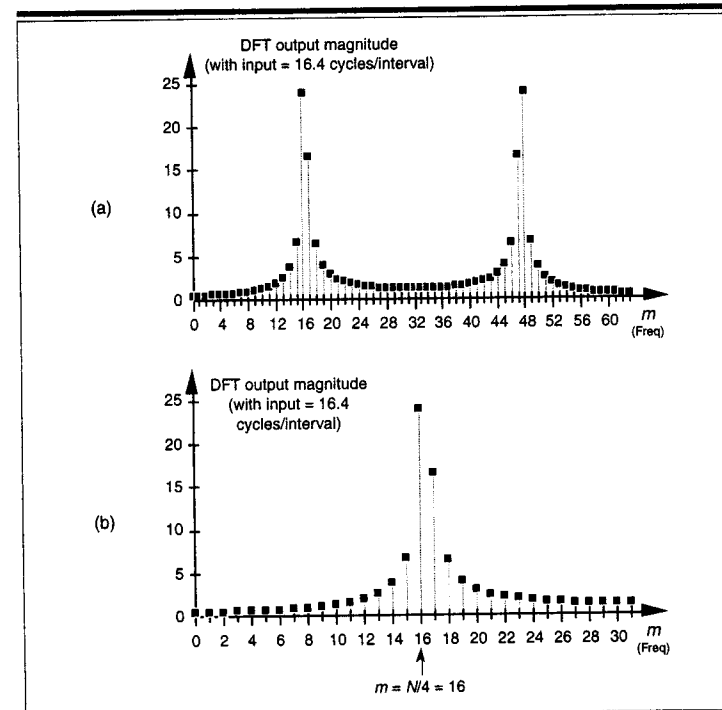 DFT output magnitude
(with input = 16.4 cycles/interval)
25
20
15
10
5
0
(a)
0 4 8 12 16 20 24 28 32 36 40 44 48 52 56 60 m
(Freq)
DFT output magnitude
(with input = 16.4
cycles/interval)
25
20
15
10
5
0
(b)
0 2 4 6 8 10 12 14 16 18 20 22 24 26 28 30 m
(Freq)
m = N/4 = 16